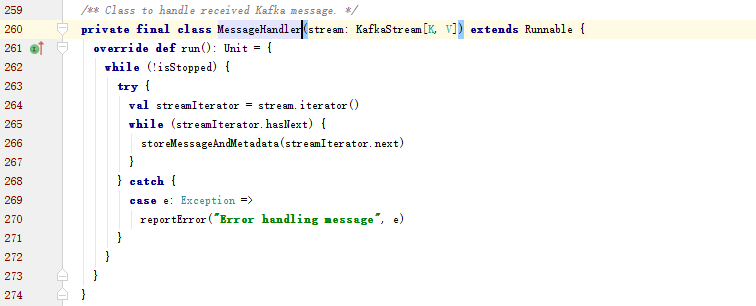 259 /** Class to handle received Kafka message. */
260 private final class MessageHandler(stream: KafkaStream[K, V]) extends Runnable {
261 override def run(): Unit = {
262 while (!isStopped) {
263 try {
264 val streamIterator = stream.iterator()
265 while (streamIterator.hasNext) {
266 storeMessageAndMetadata(streamIterator.next)
267 }
268 } catch {
269 case e: Exception =>
270 reportError("Error handling message", e)
271 }
272 }
273 }
274 }